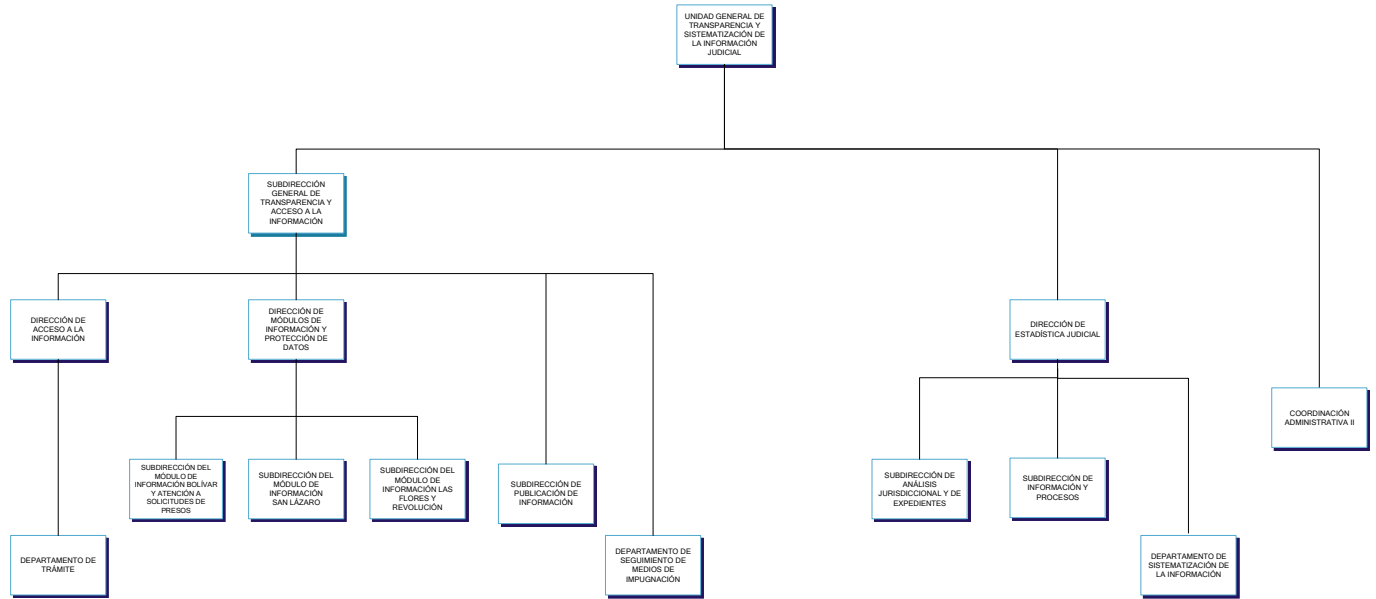 UNIDAD GENERAL DE
TRANSPARENCIA Y
SISTEMATIZACIÓN DE
LA INFORMACIÓN
JUDICIAL
SUBDIRECCIÓN
GENERAL DE
TRANSPARENCIA Y
ACCESO A LA
INFORMACIÓN
DIRECCIÓN DE
ACCESO A LA
INFORMACIÓN
DIRECCIÓN DE
MÓDULOS DE
INFORMACIÓN Y
PROTECCIÓN DE
DATOS
DIRECCIÓN DE
ESTADÍSTICA JUDICIAL
COORDINACIÓN
ADMINISTRATIVA II
SUBDIRECCIÓN DEL
MÓDULO DE
INFORMACIÓN BOLÍVAR
Y ATENCIÓN A
SOLICITUDES DE
PRESOS
SUBDIRECCIÓN DEL
MÓDULO DE
INFORMACIÓN
SAN LÁZARO
SUBDIRECCIÓN DEL
MÓDULO DE
INFORMACIÓN LAS
FLORES Y
REVOLUCIÓN
SUBDIRECCIÓN DE
PUBLICACIÓN DE
INFORMACIÓN
SUBDIRECCIÓN DE
ANÁLISIS
JURISDICCIONAL Y DE
EXPEDIENTES
SUBDIRECCIÓN DE
INFORMACIÓN Y
PROCESOS
DEPARTAMENTO DE
TRÁMITE
DEPARTAMENTO DE
SEGUIMIENTO DE
MEDIOS DE
IMPUGNACIÓN
DEPARTAMENTO DE
SISTEMATIZACIÓN DE
LA INFORMACIÓN